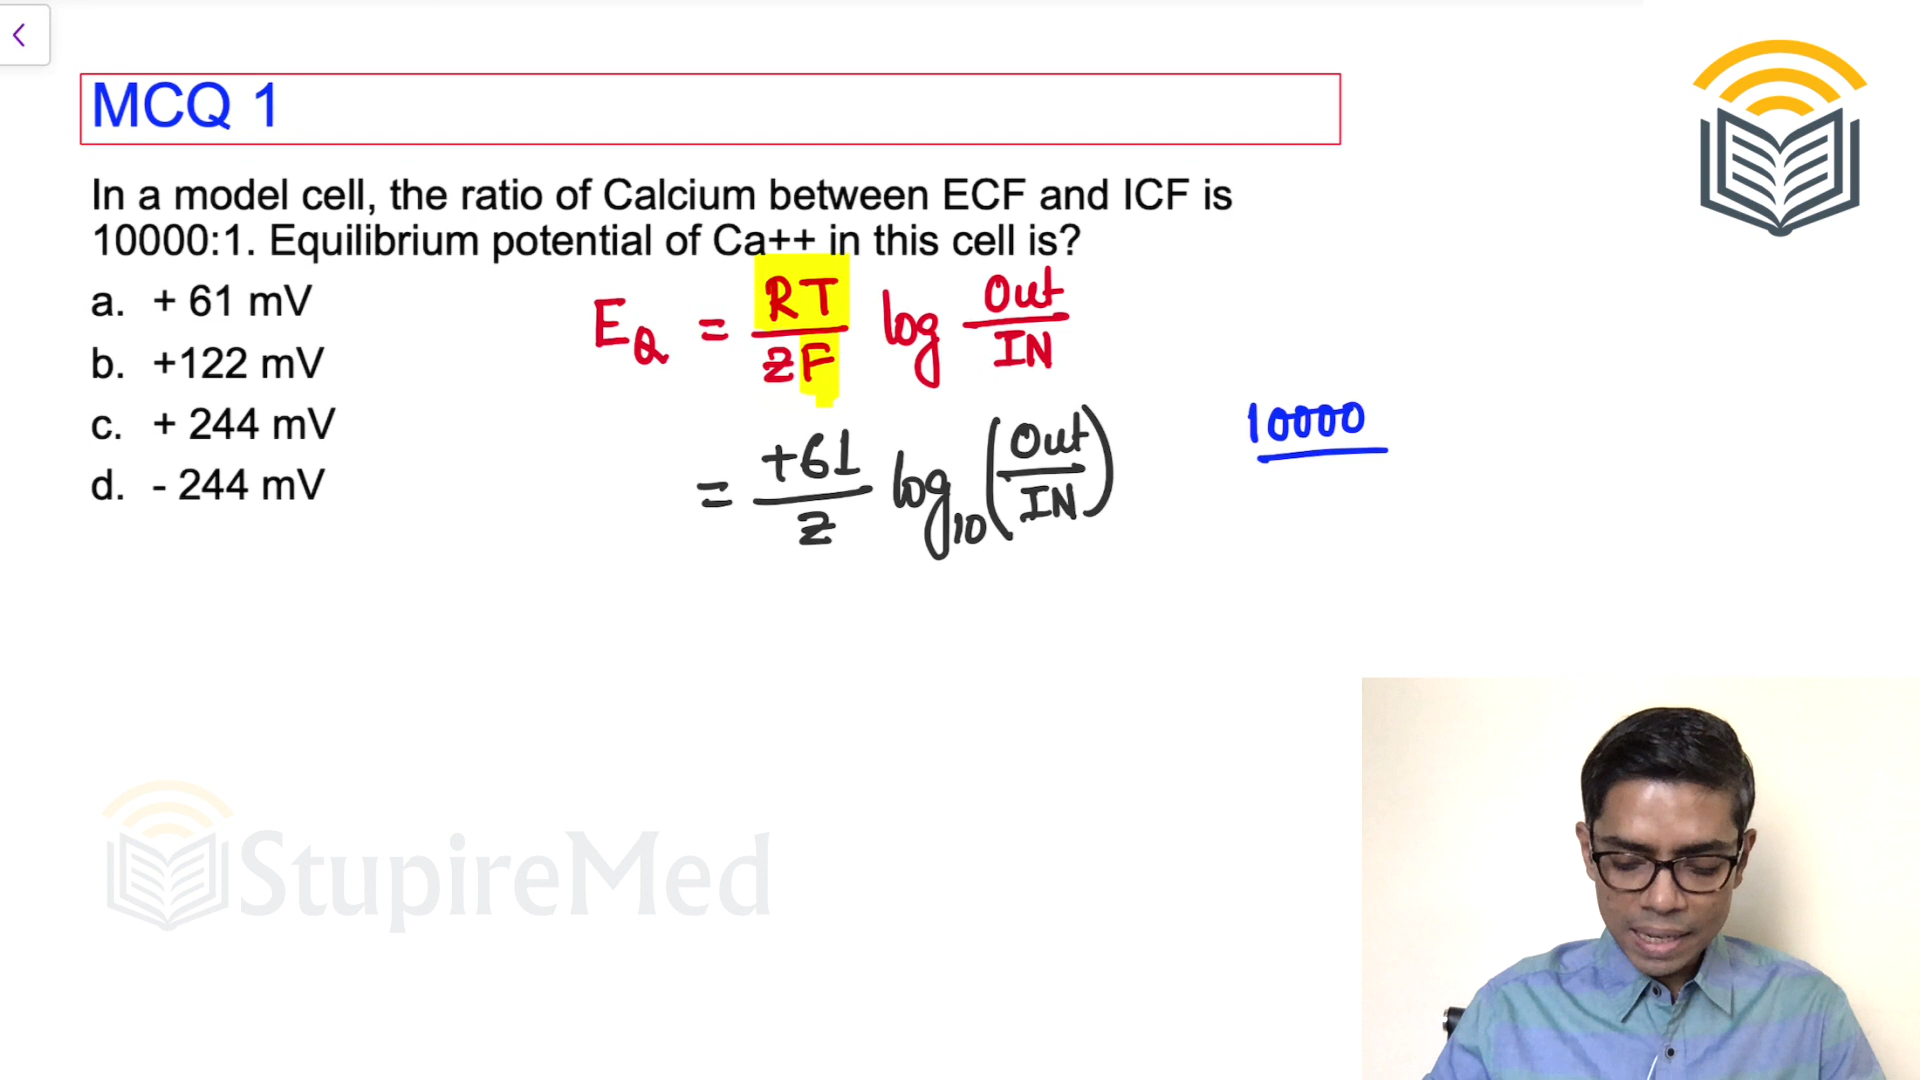 MCQ 1
In a model cell, the ratio of Calcium between ECF and ICF is
10000:1. Equilibrium potential of Ca++ in this cell is?
a. + 61 mV
b. +122 mV
c. + 244 mV
d. - 244 mV
EQ = RT/ZF log Out/IN
= +61/Z log10 (Out/IN)
10000
StupireMed